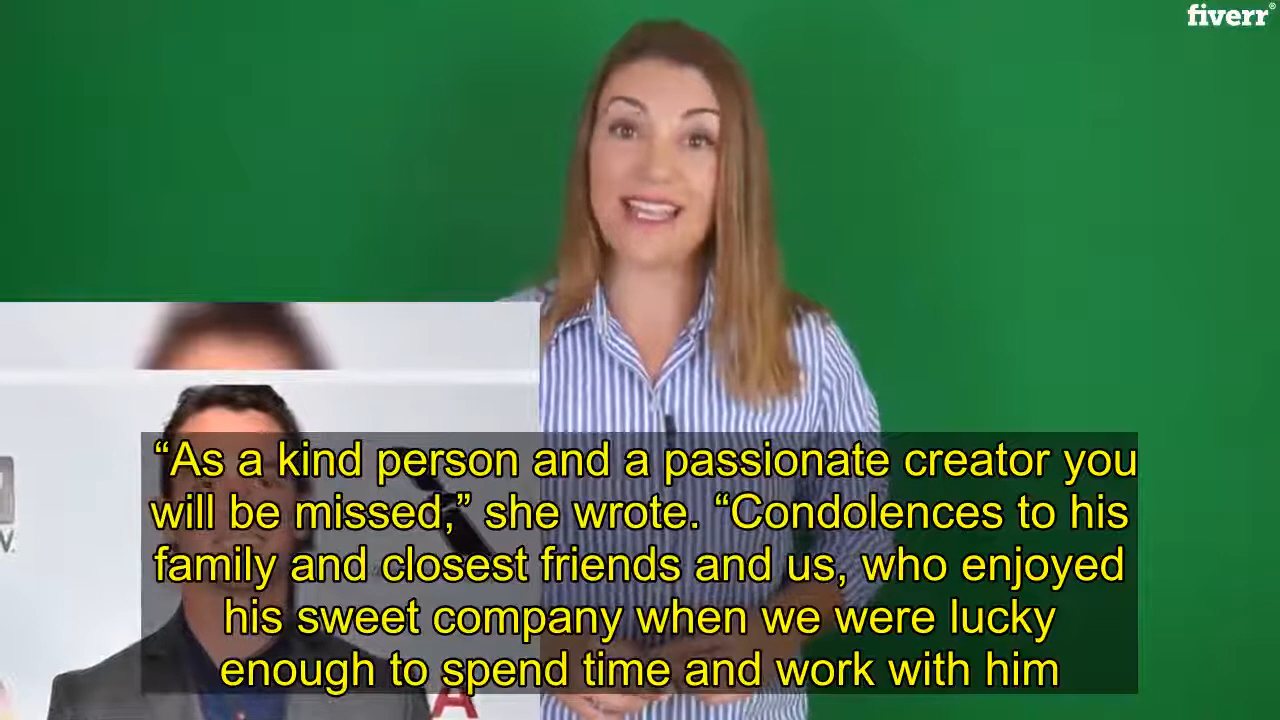 fiverr®
“As a kind person and a passionate creator you
will be missed,” she wrote. “Condolences to his
family and closest friends and us, who enjoyed
his sweet company when we were lucky
enough to spend time and work with him
V.
A